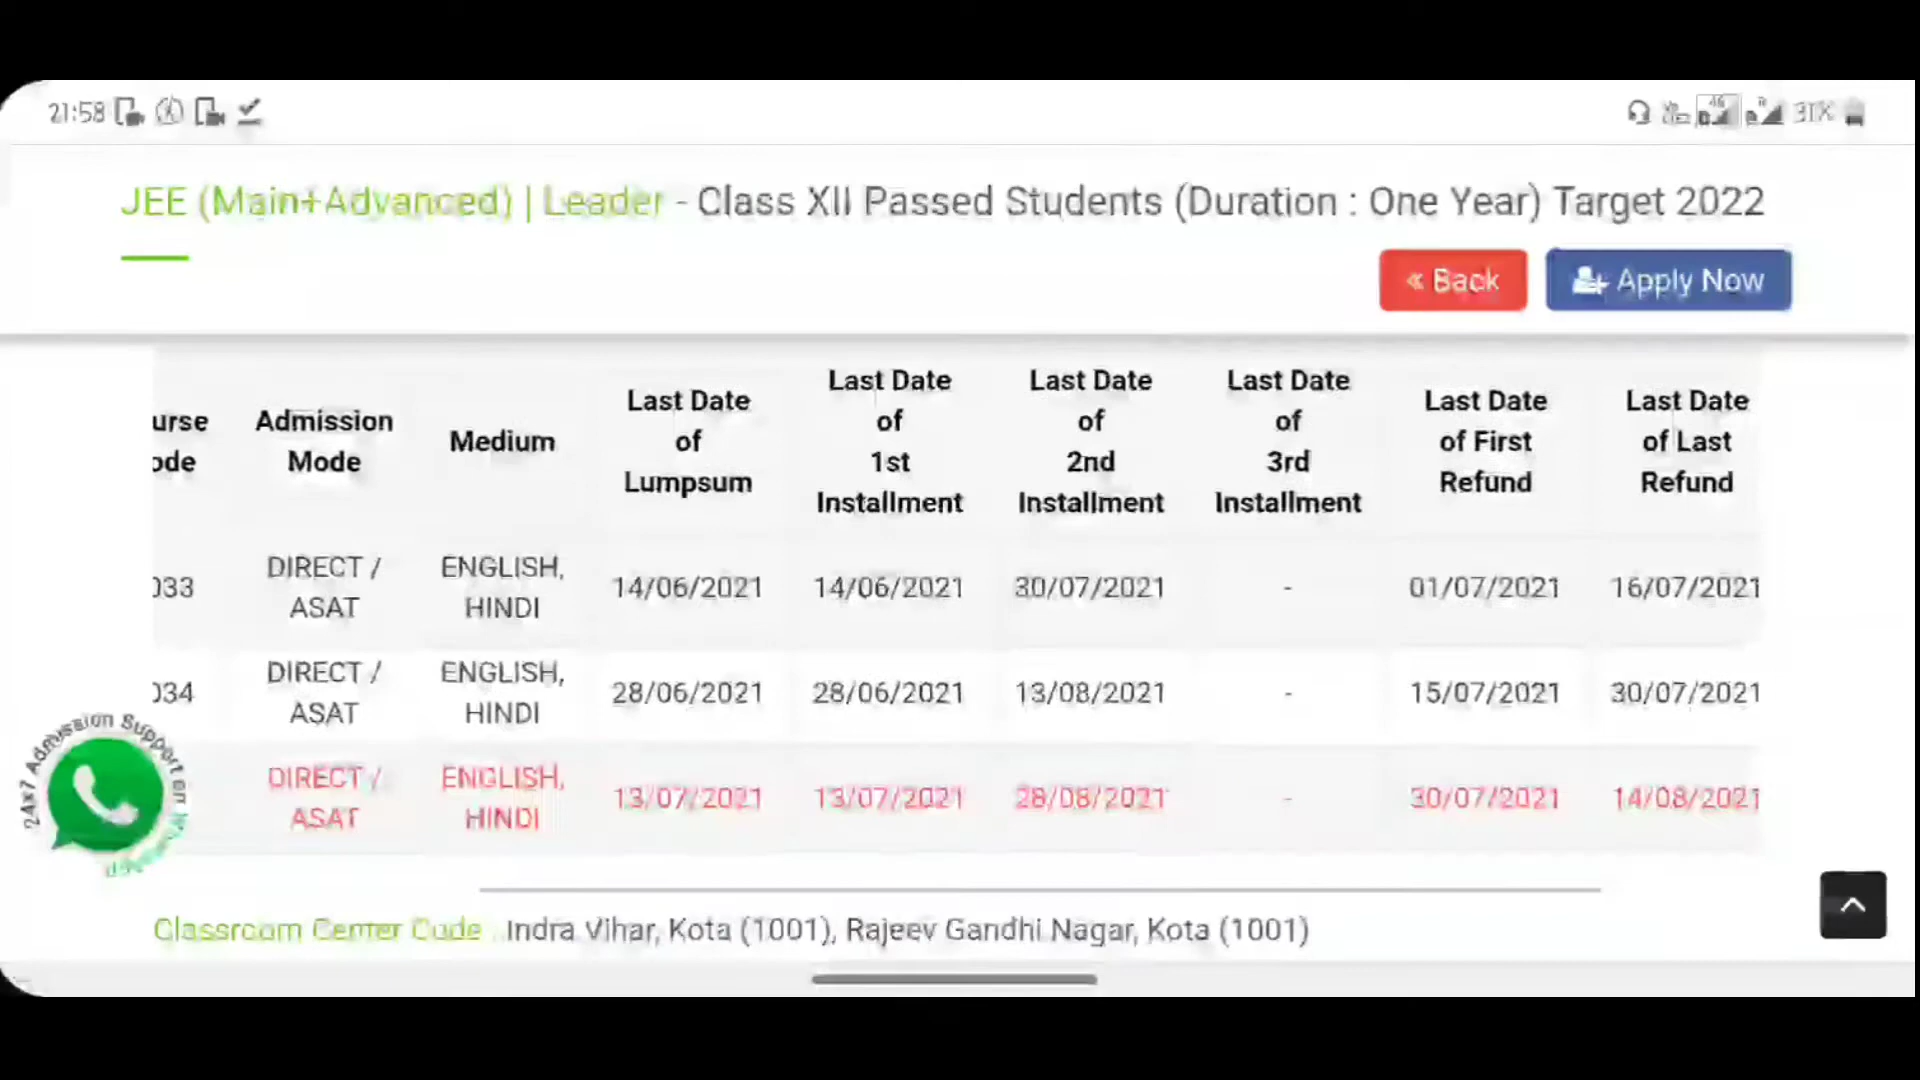 21:58
31%
JEE (Main+Advanced) | Leader - Class XII Passed Students (Duration : One Year) Target 2022
« Back
Apply Now
urse
ode
Admission
Mode
Medium
Last Date
of
Lumpsum
Last Date
of
1st
Installment
Last Date
of
2nd
Installment
Last Date
of
3rd
Installment
Last Date
of First
Refund
Last Date
of Last
Refund
033
DIRECT /
ASAT
ENGLISH,
HINDI
14/06/2021
14/06/2021
30/07/2021
-
01/07/2021
16/07/2021
034
DIRECT /
ASAT
ENGLISH,
HINDI
28/06/2021
28/06/2021
13/08/2021
-
15/07/2021
30/07/2021
DIRECT /
ASAT
ENGLISH,
HINDI
13/07/2021
13/07/2021
28/08/2021
-
30/07/2021
14/08/2021
24x7 Admission Support on
Classroom Center Code : Indra Vihar, Kota (1001), Rajeev Gandhi Nagar, Kota (1001)